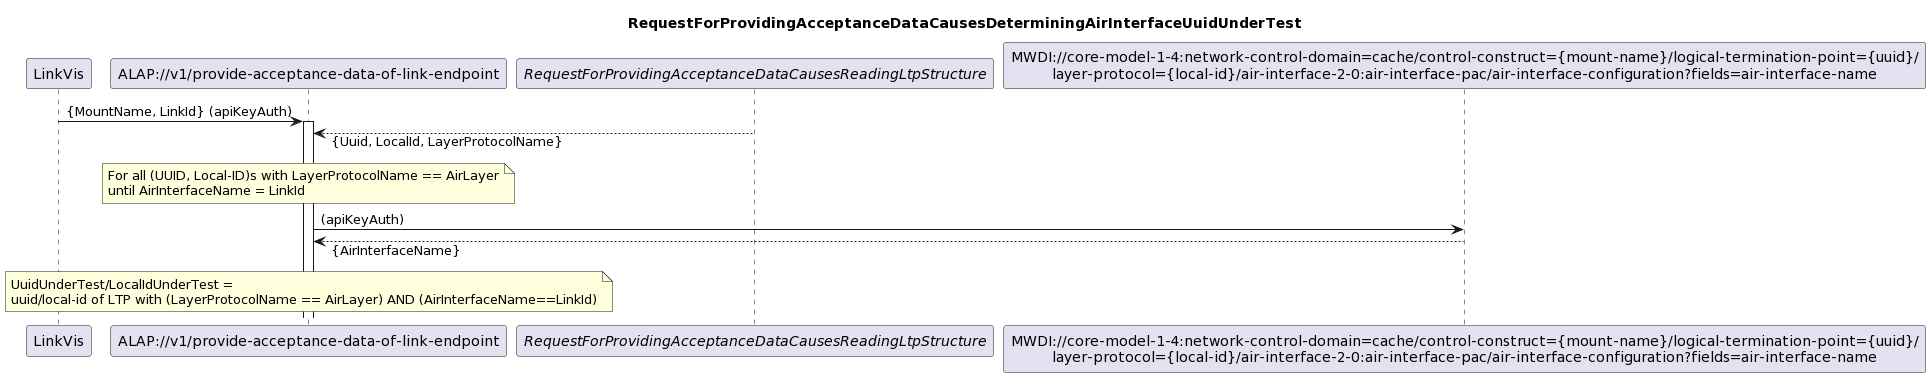 RequestForProvidingAcceptanceDataCausesDeterminingAirInterfaceUuidUnderTest
LinkVis
ALAP://v1/provide-acceptance-data-of-link-endpoint
RequestForProvidingAcceptanceDataCausesReadingLtpStructure
MWDI://core-model-1-4:network-control-domain=cache/control-construct={mount-name}/logical-termination-point={uuid}/
layer-protocol={local-id}/air-interface-2-0:air-interface-pac/air-interface-configuration?fields=air-interface-name
{MountName, LinkId} (apiKeyAuth)
{Uuid, LocalId, LayerProtocolName}
For all (UUID, Local-ID)s with LayerProtocolName == AirLayer
until AirInterfaceName = LinkId
(apiKeyAuth)
{AirInterfaceName}
UuidUnderTest/LocalIdUnderTest =
uuid/local-id of LTP with (LayerProtocolName == AirLayer) AND (AirInterfaceName==LinkId)
LinkVis
ALAP://v1/provide-acceptance-data-of-link-endpoint
RequestForProvidingAcceptanceDataCausesReadingLtpStructure
MWDI://core-model-1-4:network-control-domain=cache/control-construct={mount-name}/logical-termination-point={uuid}/
layer-protocol={local-id}/air-interface-2-0:air-interface-pac/air-interface-configuration?fields=air-interface-name